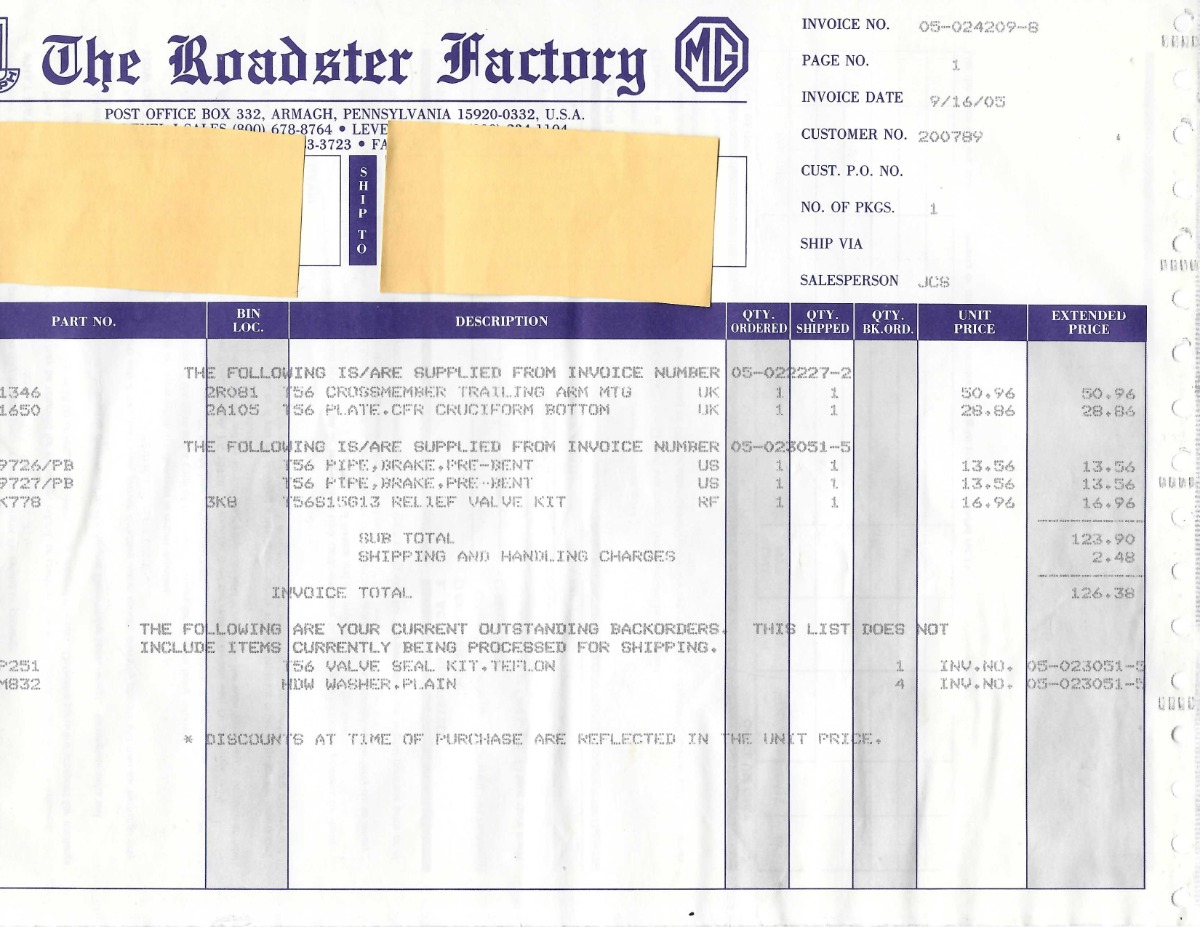 The Roadster Factory MG
POST OFFICE BOX 332, ARMAGH, PENNSYLVANIA 15920-0332, U.S.A.
SALES (800) 678-8764 •
3-3723 •
SHIP TO
INVOICE NO. 05-024209-8
PAGE NO. 1
INVOICE DATE 9/16/05
CUSTOMER NO. 200789
CUST. P.O. NO.
NO. OF PKGS. 1
SHIP VIA
SALESPERSON JCS
PART NO. BIN LOC. DESCRIPTION QTY. ORDERED QTY. SHIPPED QTY. BK.ORD. UNIT PRICE EXTENDED PRICE
THE FOLLOWING IS/ARE SUPPLIED FROM INVOICE NUMBER 05-022227-2
1346 2R081 T56 CROSSMEMBER TRAILING ARM MTG UK 1 1 50.96 50.96
1650 2A105 T56 PLATE.CFR CRUCIFORM BOTTOM UK 1 1 28.86 28.86
THE FOLLOWING IS/ARE SUPPLIED FROM INVOICE NUMBER 05-023051-5
9726/PB T56 PIPE,BRAKE.PRE-BENT US 1 1 13.56 13.56
9727/PB T56 PIPE,BRAKE.PRE-BENT US 1 1 13.56 13.56
K778 3K8 T56S15G13 RELIEF VALVE KIT RF 1 1 16.96 16.96
SUB TOTAL 123.90
SHIPPING AND HANDLING CHARGES 2.48
INVOICE TOTAL 126.38
THE FOLLOWING ARE YOUR CURRENT OUTSTANDING BACKORDERS. THIS LIST DOES NOT
INCLUDE ITEMS CURRENTLY BEING PROCESSED FOR SHIPPING.
P251 T56 VALVE SEAL KIT.TEFLON 1 INV.NO. 05-023051-5
M832 HDW WASHER.PLAIN 4 INV.NO. 05-023051-5
* DISCOUNTS AT TIME OF PURCHASE ARE REFLECTED IN THE UNIT PRICE.